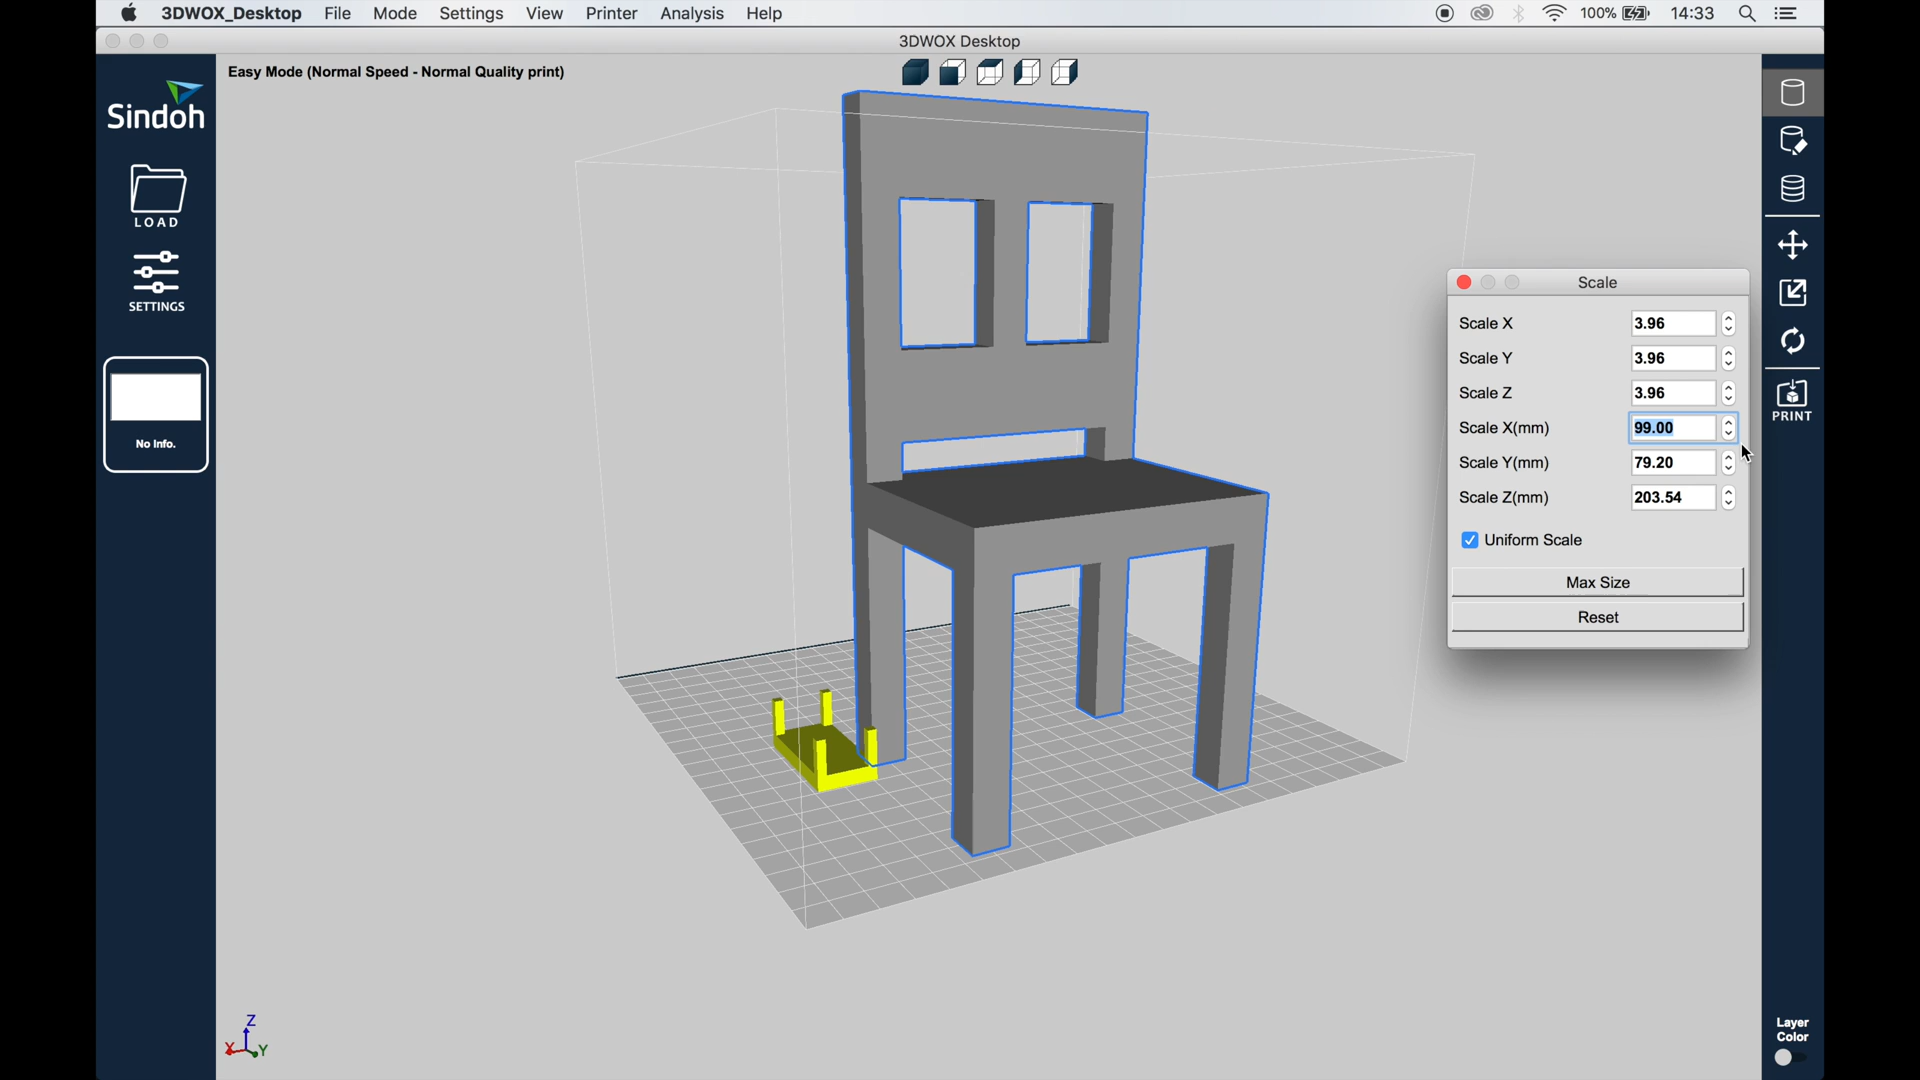 3DWOX_Desktop File Mode Settings View Printer Analysis Help 100% 14:33
3DWOX Desktop
Easy Mode (Normal Speed - Normal Quality print)
Sindoh
LOAD
SETTINGS
No Info.
Scale
Scale X 3.96
Scale Y 3.96
Scale Z 3.96
Scale X(mm) 99.00
Scale Y(mm) 79.20
Scale Z(mm) 203.54
Uniform Scale
Max Size
Reset
PRINT
Layer
Color
Z
X Y